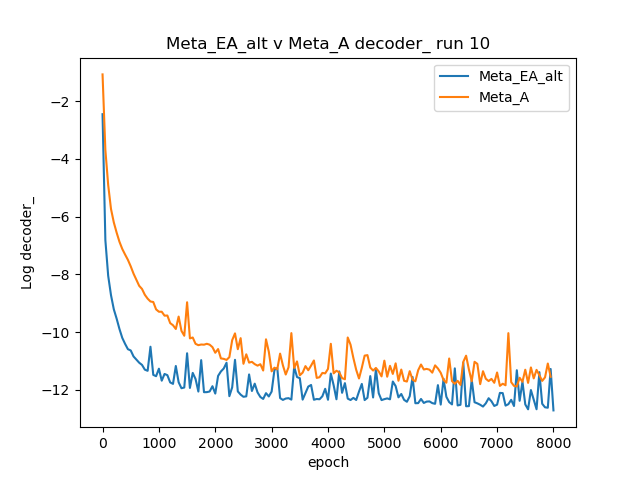 Meta_EA_alt v Meta_A decoder_ run 10
Meta_EA_alt
Meta_A
Log decoder_
−2
−4
−6
−8
−10
−12
0 1000 2000 3000 4000 5000 6000 7000 8000
epoch